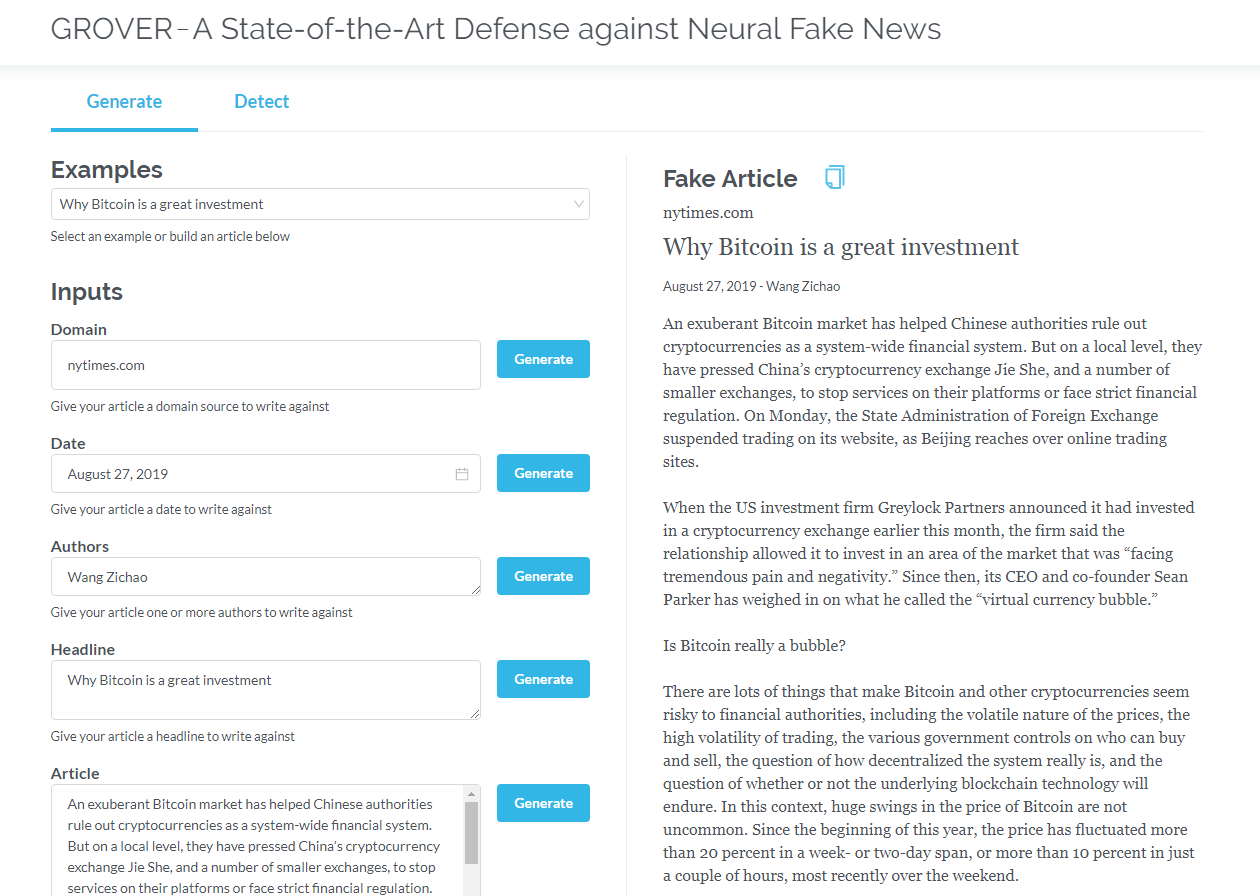 GROVER – A State-of-the-Art Defense against Neural Fake News
Generate
Detect
Examples
Why Bitcoin is a great investment
Select an example or build an article below
Inputs
Domain
nytimes.com
Generate
Give your article a domain source to write against
Date
August 27, 2019
Generate
Give your article a date to write against
Authors
Wang Zichao
Generate
Give your article one or more authors to write against
Headline
Why Bitcoin is a great investment
Generate
Give your article a headline to write against
Article
An exuberant Bitcoin market has helped Chinese authorities
rule out cryptocurrencies as a system-wide financial system.
But on a local level, they have pressed China's cryptocurrency
exchange Jie She, and a number of smaller exchanges, to stop
services on their platforms or face strict financial regulation.
Generate
Fake Article
nytimes.com
Why Bitcoin is a great investment
August 27, 2019 - Wang Zichao
An exuberant Bitcoin market has helped Chinese authorities rule out
cryptocurrencies as a system-wide financial system. But on a local level, they
have pressed China's cryptocurrency exchange Jie She, and a number of
smaller exchanges, to stop services on their platforms or face strict financial
regulation. On Monday, the State Administration of Foreign Exchange
suspended trading on its website, as Beijing reaches over online trading
sites.
When the US investment firm Greylock Partners announced it had invested
in a cryptocurrency exchange earlier this month, the firm said the
relationship allowed it to invest in an area of the market that was “facing
tremendous pain and negativity.” Since then, its CEO and co-founder Sean
Parker has weighed in on what he called the “virtual currency bubble.”
Is Bitcoin really a bubble?
There are lots of things that make Bitcoin and other cryptocurrencies seem
risky to financial authorities, including the volatile nature of the prices, the
high volatility of trading, the various government controls on who can buy
and sell, the question of how decentralized the system really is, and the
question of whether or not the underlying blockchain technology will
endure. In this context, huge swings in the price of Bitcoin are not
uncommon. Since the beginning of this year, the price has fluctuated more
than 20 percent in a week- or two-day span, or more than 10 percent in just
a couple of hours, most recently over the weekend.